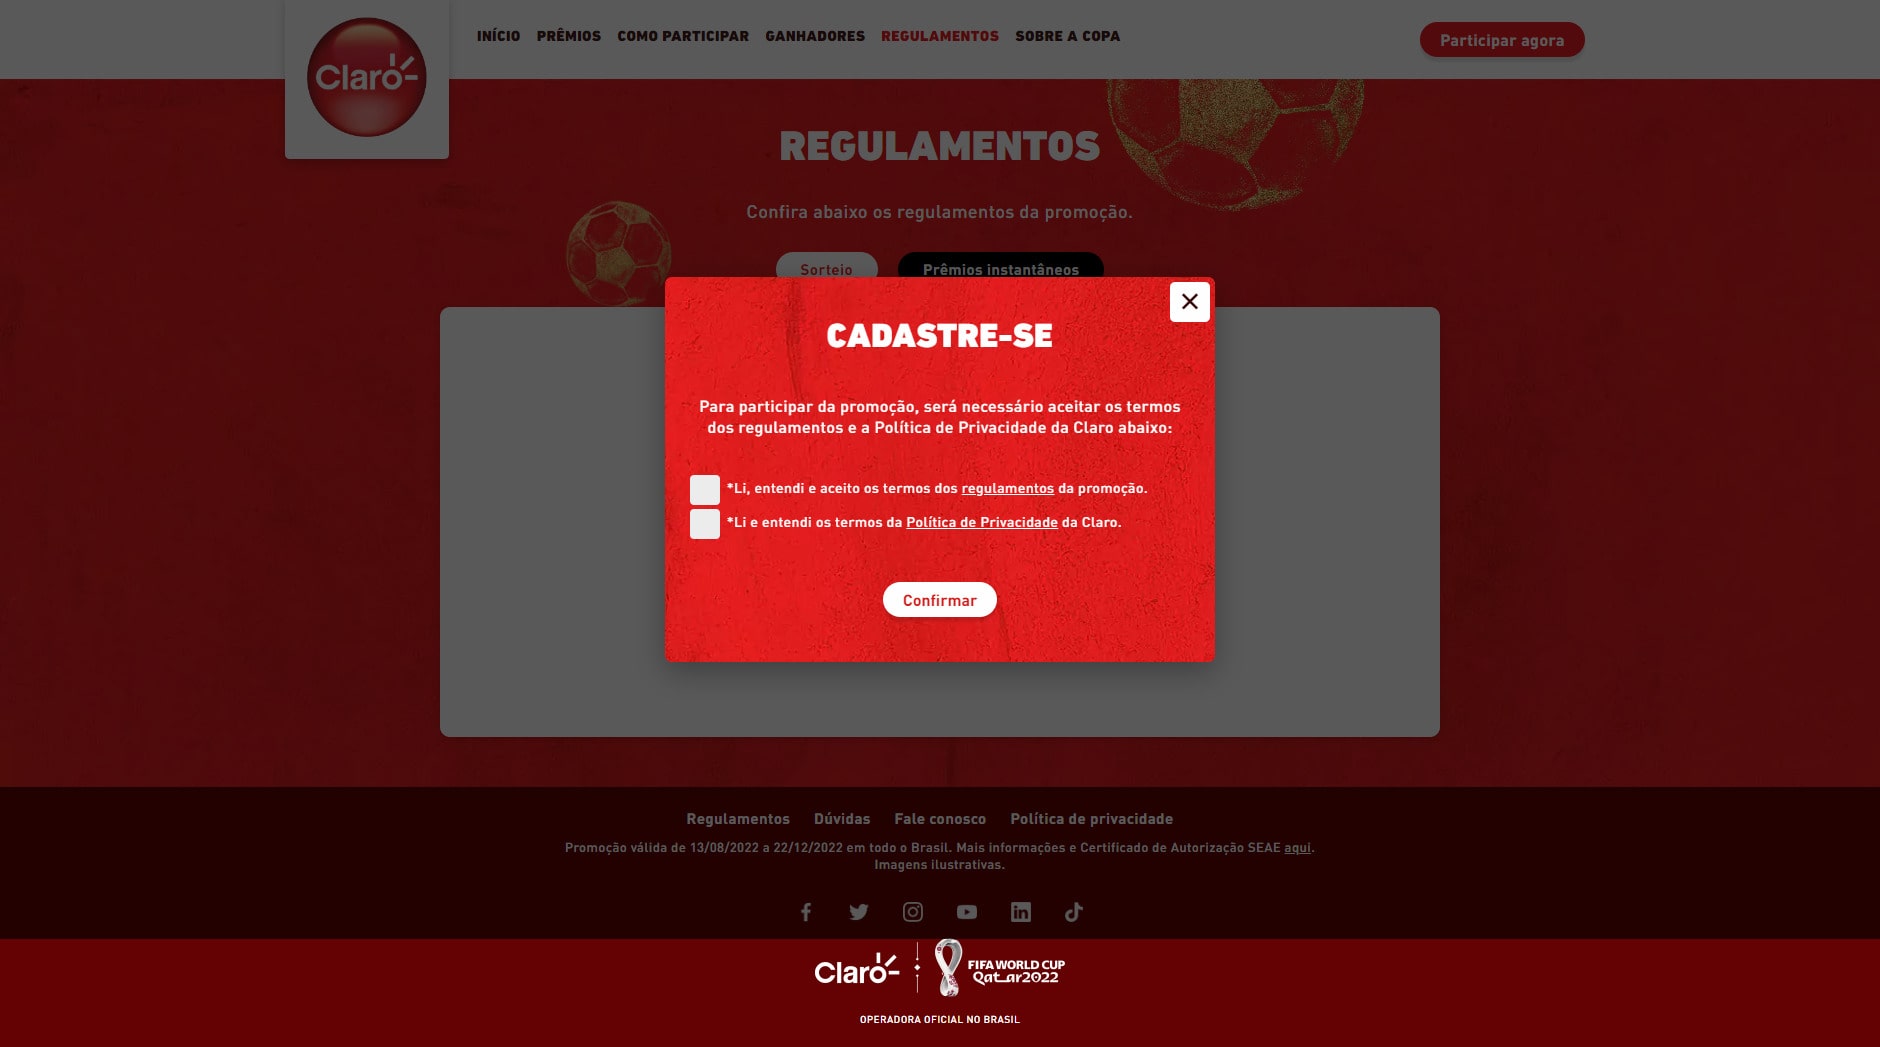 Claro
INÍCIO PRÊMIOS COMO PARTICIPAR GANHADORES REGULAMENTOS SOBRE A COPA
Participar agora
REGULAMENTOS
Confira abaixo os regulamentos da promoção.
Sorteio Prêmios instantâneos
CADASTRE-SE
Para participar da promoção, será necessário aceitar os termos
dos regulamentos e a Política de Privacidade da Claro abaixo:
*Li, entendi e aceito os termos dos regulamentos da promoção.
*Li e entendi os termos da Política de Privacidade da Claro.
Confirmar
Regulamentos Dúvidas Fale conosco Política de privacidade
Promoção válida de 13/08/2022 a 22/12/2022 em todo o Brasil. Mais informações e Certificado de Autorização SEAE aqui.
Imagens ilustrativas.
Claro
FIFA WORLD CUP
Qatar2022
OPERADORA OFICIAL NO BRASIL